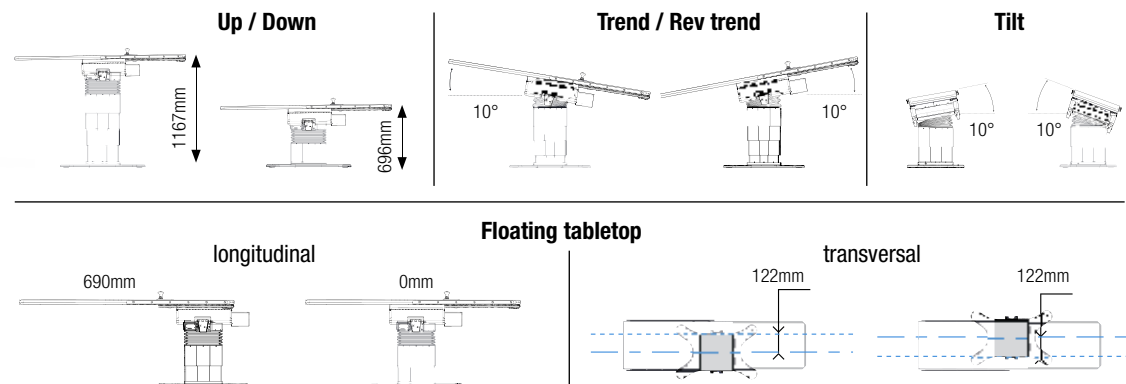 Up / Down
1167mm
696mm
Trend / Rev trend
10°
10°
Tilt
10°
10°
Floating tabletop
longitudinal
690mm
0mm
transversal
122mm
122mm